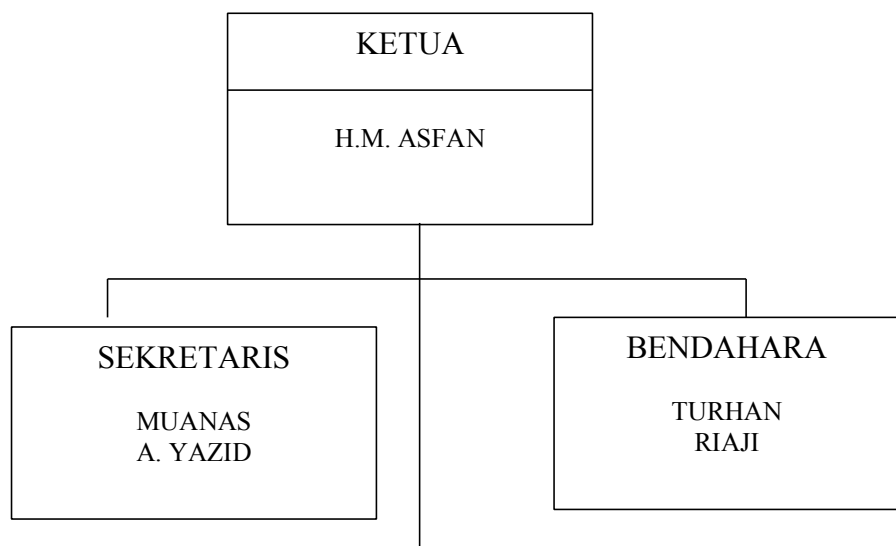 KETUA
H.M. ASFAN
SEKRETARIS
MUANAS
A. YAZID
BENDAHARA
TURHAN
RIAJI